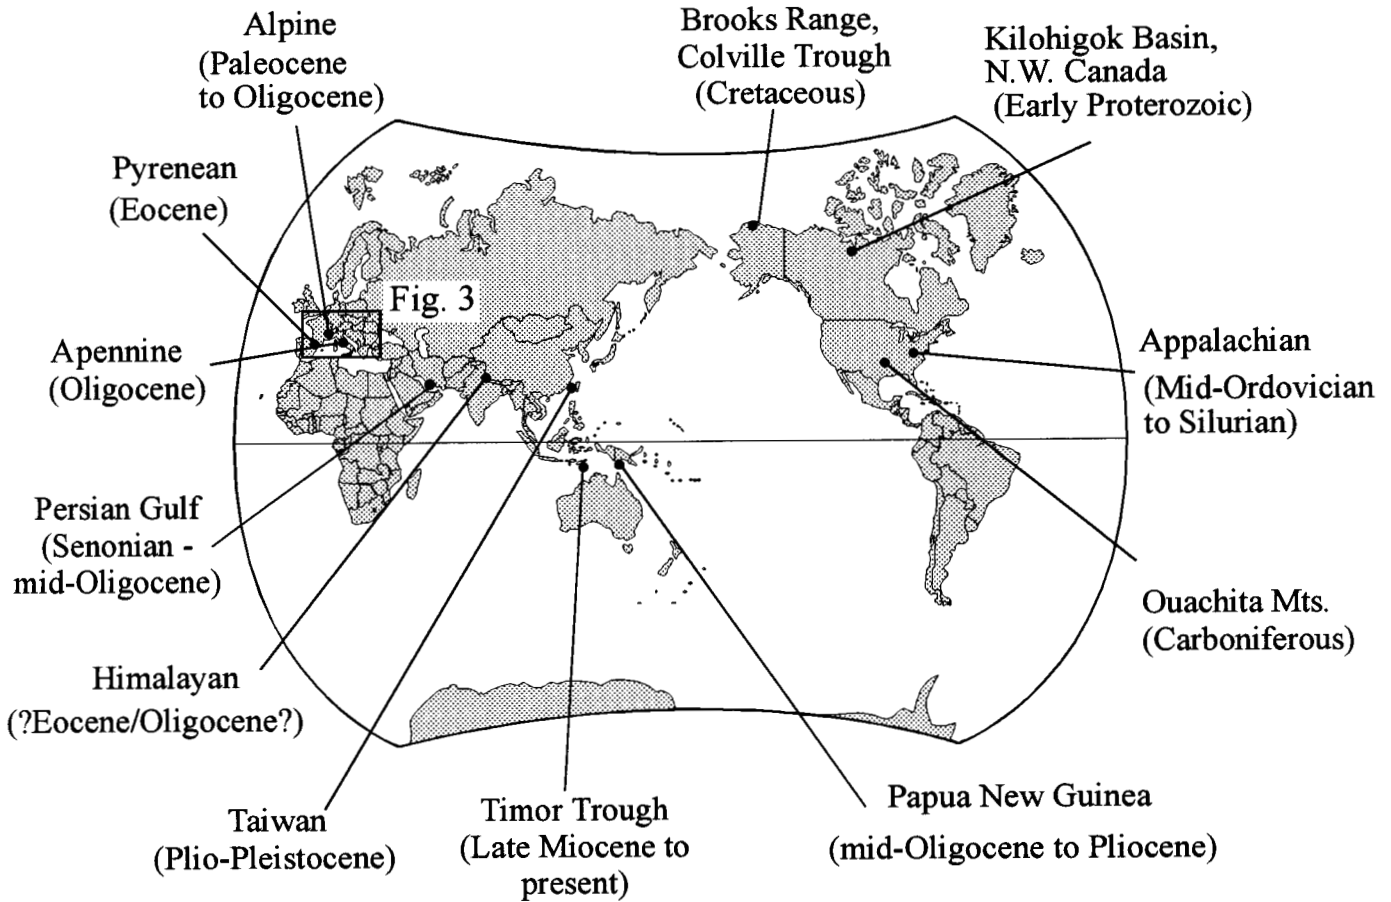 Alpine
(Paleocene
to Oligocene)
Brooks Range,
Colville Trough
(Cretaceous)
Kilohigok Basin,
N.W. Canada
(Early Proterozoic)
Pyrenean
(Eocene)
Fig. 3
Apennine
(Oligocene)
Appalachian
(Mid-Ordovician
to Silurian)
Persian Gulf
(Senonian -
mid-Oligocene)
Ouachita Mts.
(Carboniferous)
Himalayan
(?Eocene/Oligocene?)
Taiwan
(Plio-Pleistocene)
Timor Trough
(Late Miocene to
present)
Papua New Guinea
(mid-Oligocene to Pliocene)